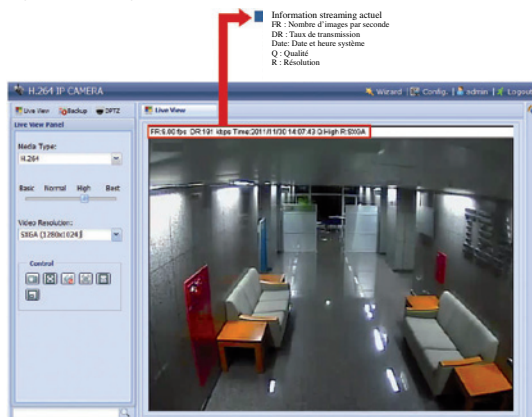 Information streaming actuel
FR : Nombre d'images par seconde
DR : Taux de transmission
Date: Date et heure système
Q : Qualité
R : Résolution
H.264 IP CAMERA
Wizard | Config. | admin | Logout
Live View Backup DPTZ
Live View
Live View Panel
FR:5.00 fps DR:191 kbps Time:2011/11/30 14:07:43 Q:High R:SXGA
Media Type:
H.264
Basic Normal High Best
Video Resolution:
SXGA (1280x1024)
Control